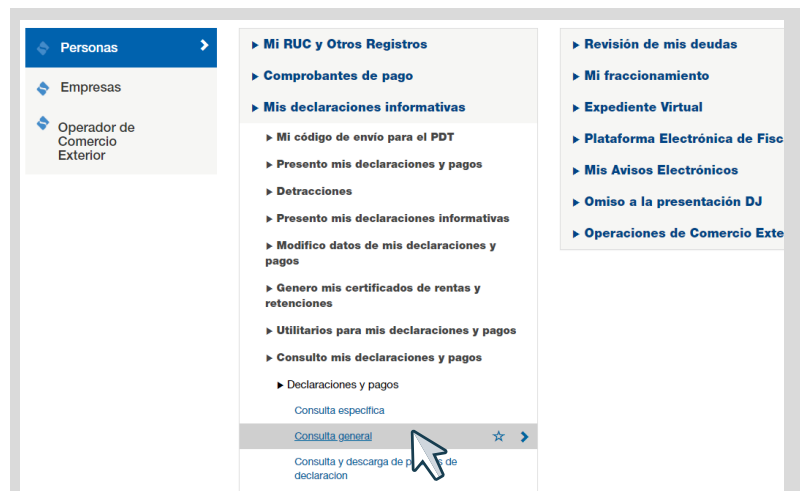 Personas
Empresas
Operador de
Comercio
Exterior
Mi RUC y Otros Registros
Comprobantes de pago
Mis declaraciones informativas
Mi código de envío para el PDT
Presento mis declaraciones y pagos
Detracciones
Presento mis declaraciones informativas
Modifico datos de mis declaraciones y
pagos
Genero mis certificados de rentas y
retenciones
Utilitarios para mis declaraciones y pagos
Consulto mis declaraciones y pagos
Declaraciones y pagos
Consulta especifica
Consulta general
Consulta y descarga de de
declaracion
Revisión de mis deudas
Mi fraccionamiento
Expediente Virtual
Plataforma Electrónica de Fisc
Mis Avisos Electrónicos
Omiso a la presentación DJ
Operaciones de Comercio Exte